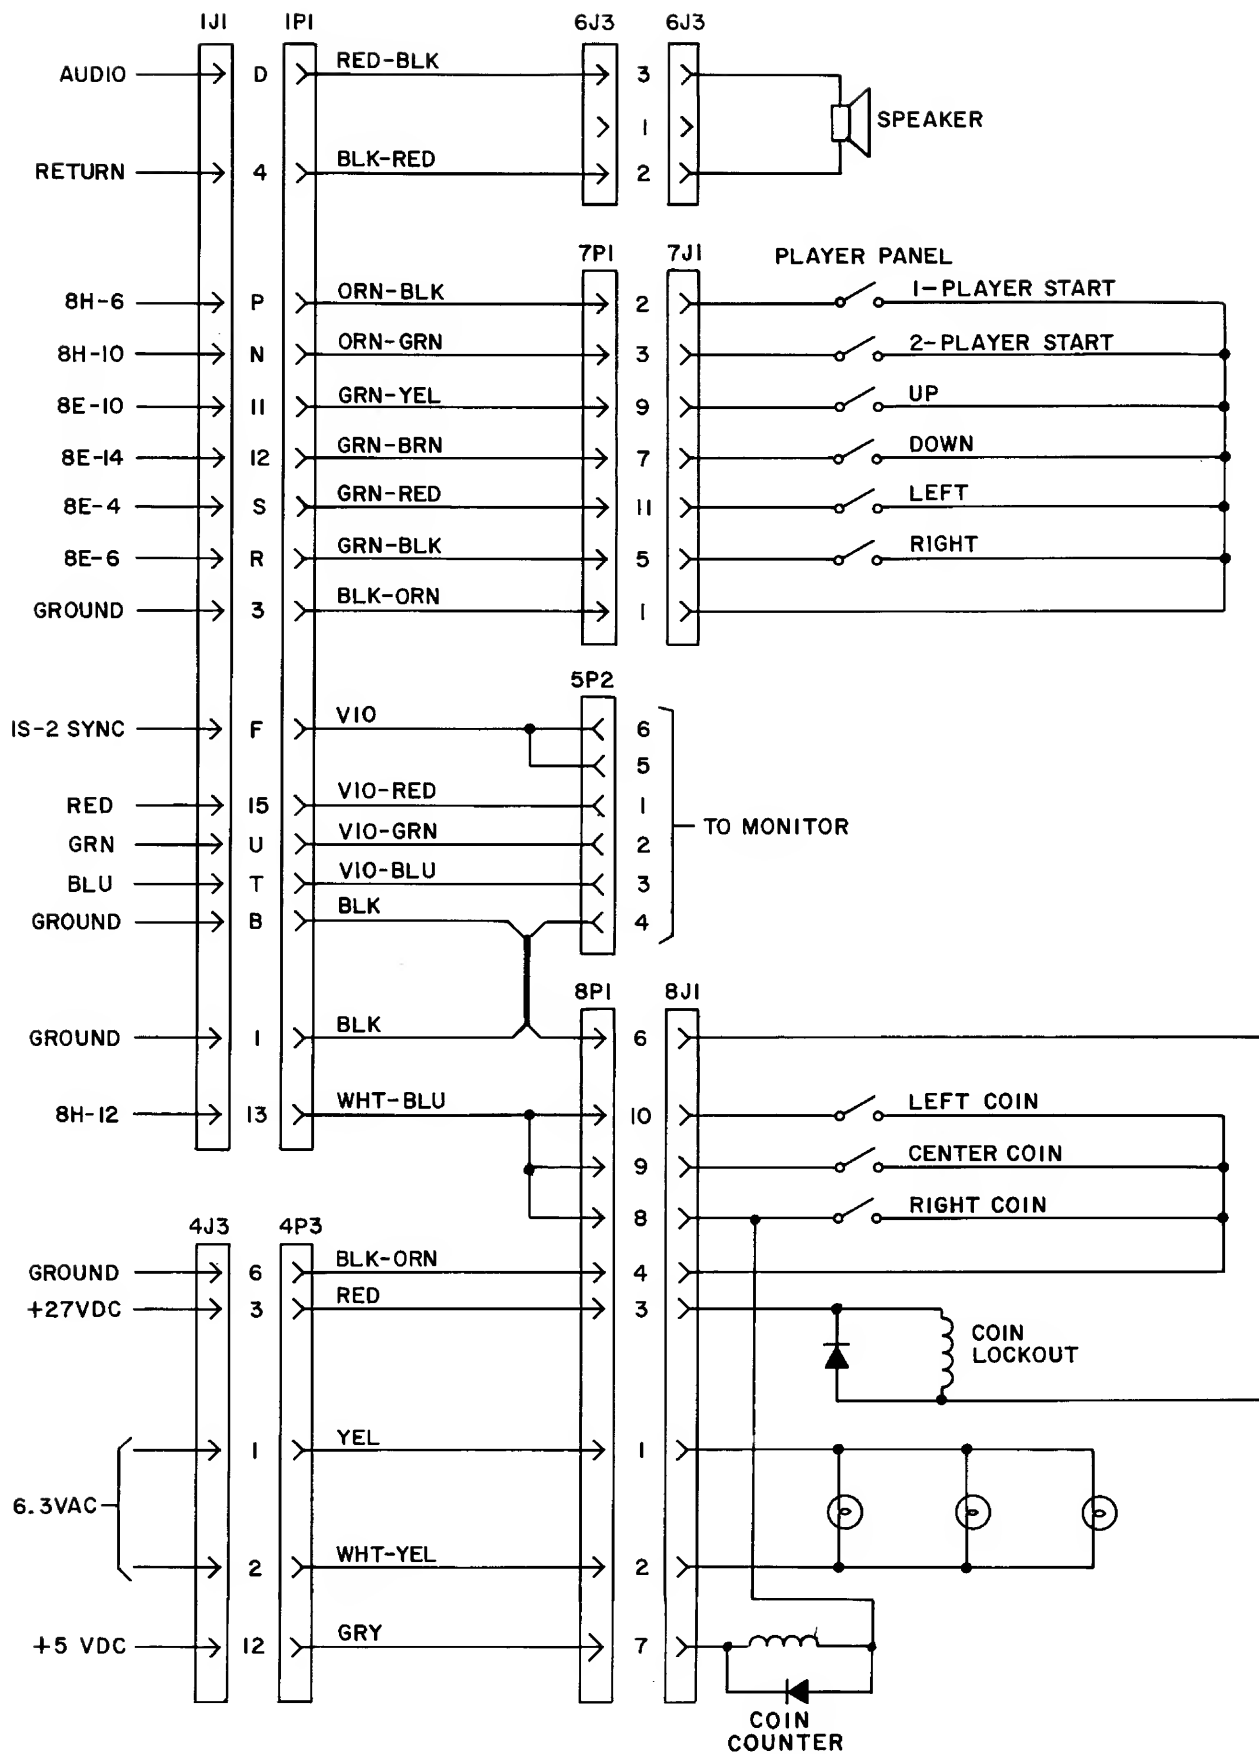 1J1 1P1 6J3 6J3
AUDIO D RED-BLK 3
1 SPEAKER
RETURN 4 BLK-RED 2
7P1 7J1 PLAYER PANEL
8H-6 P ORN-BLK 2 1-PLAYER START
8H-10 N ORN-GRN 3 2-PLAYER START
8E-10 11 GRN-YEL 9 UP
8E-14 12 GRN-BRN 7 DOWN
8E-4 S GRN-RED 11 LEFT
8E-6 R GRN-BLK 5 RIGHT
GROUND 3 BLK-ORN 1
5P2
1S-2 SYNC F VIO 6
5
RED 15 VIO-RED 1
TO MONITOR
GRN U VIO-GRN 2
BLU T VIO-BLU 3
GROUND B BLK 4
8P1 8J1
GROUND 1 BLK 6
8H-12 13 WHT-BLU 10 LEFT COIN
9 CENTER COIN
8 RIGHT COIN
4J3 4P3
GROUND 6 BLK-ORN 4
+27VDC 3 RED 3
COIN
LOCKOUT
1 YEL 1
6.3VAC
2 WHT-YEL 2
+5 VDC 12 GRY 7
COIN
COUNTER